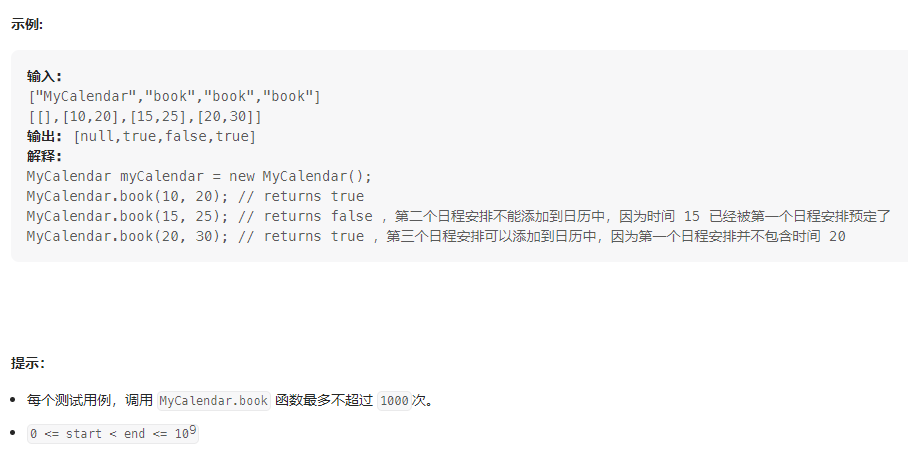 示例:
输入:
["MyCalendar","book","book","book"]
[[],[10,20],[15,25],[20,30]]
输出: [null,true,false,true]
解释:
MyCalendar myCalendar = new MyCalendar();
MyCalendar.book(10, 20); // returns true
MyCalendar.book(15, 25); // returns false ，第二个日程安排不能添加到日历中，因为时间 15 已经被第一个日程安排预定了
MyCalendar.book(20, 30); // returns true ，第三个日程安排可以添加到日历中，因为第一个日程安排并不包含时间 20
提示：
• 每个测试用例，调用 MyCalendar.book 函数最多不超过 1000次。
• 0 <= start < end <= 10⁹